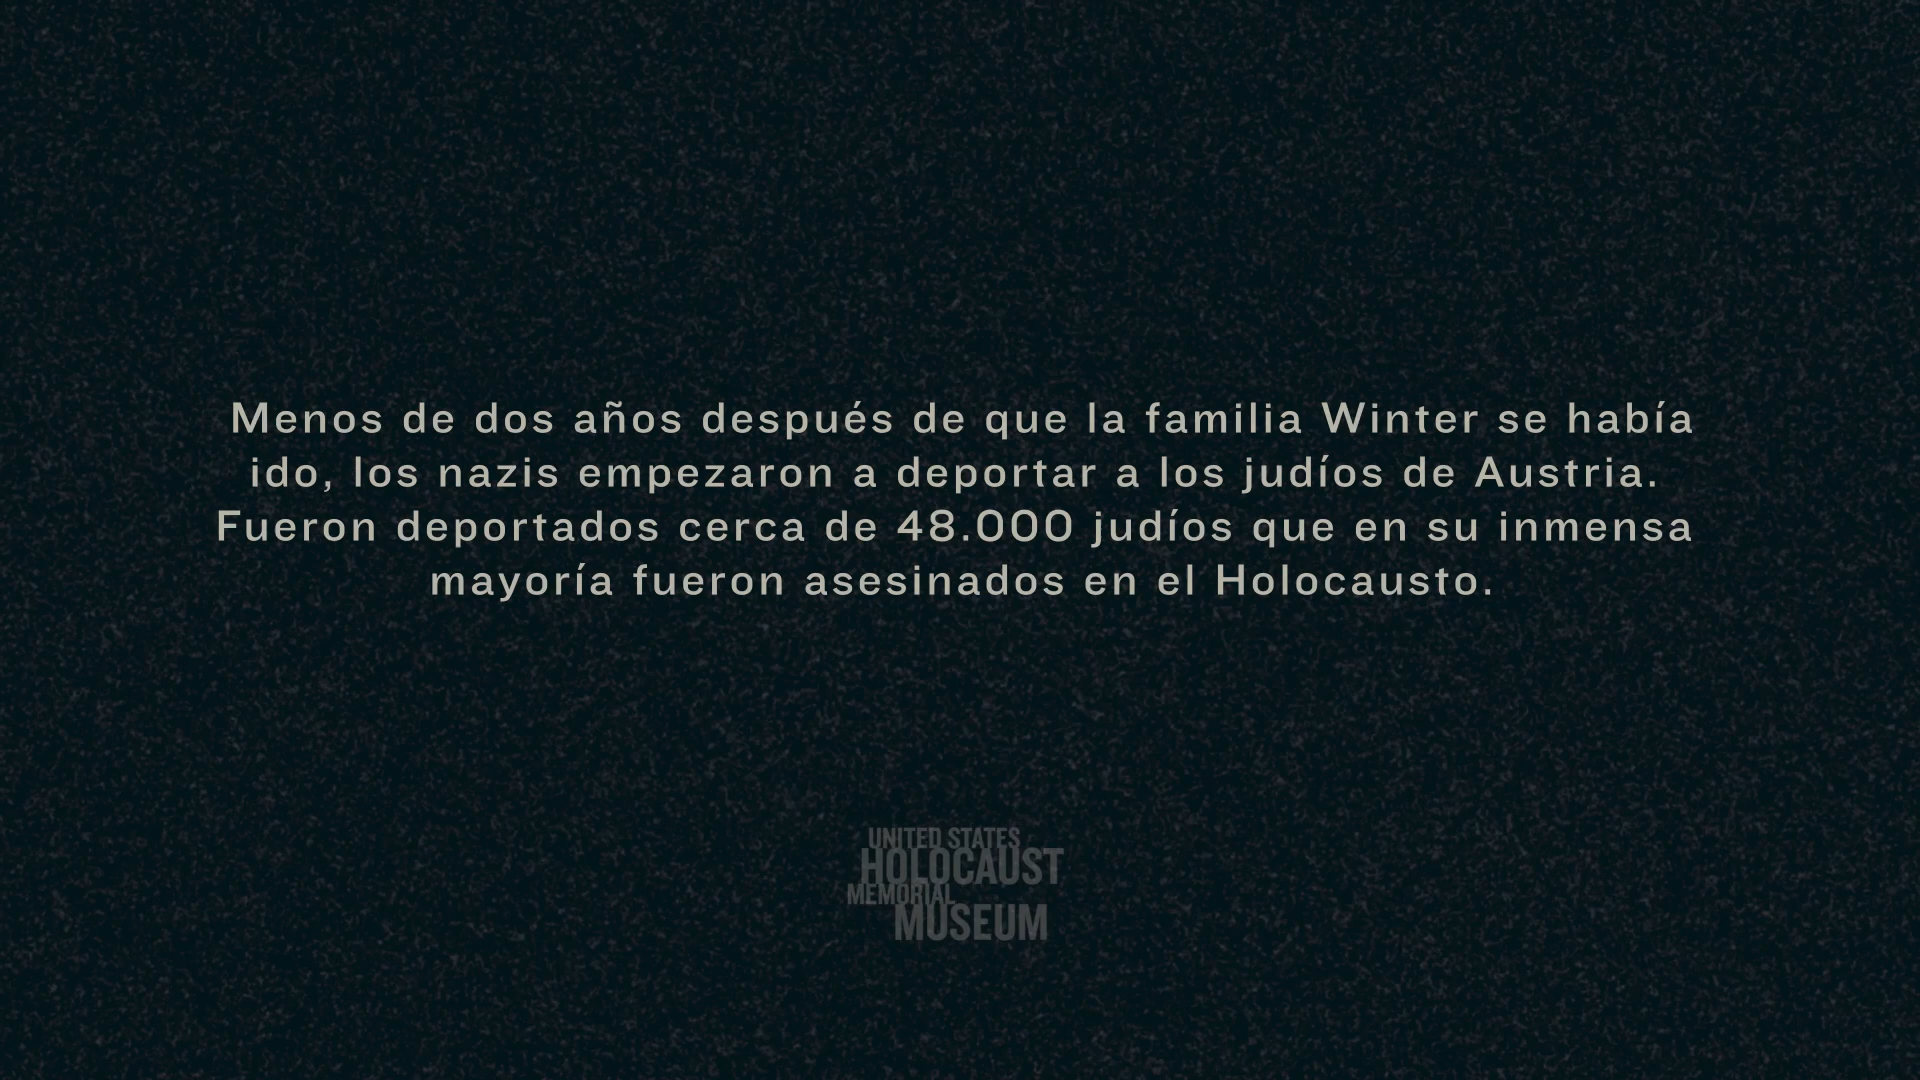 Menos de dos años después de que la familia Winter se había
ido, los nazis empezaron a deportar a los judíos de Austria.
Fueron deportados cerca de 48.000 judíos que en su inmensa
mayoría fueron asesinados en el Holocausto.
UNITED STATES
HOLOCAUST
MEMORIAL
MUSEUM